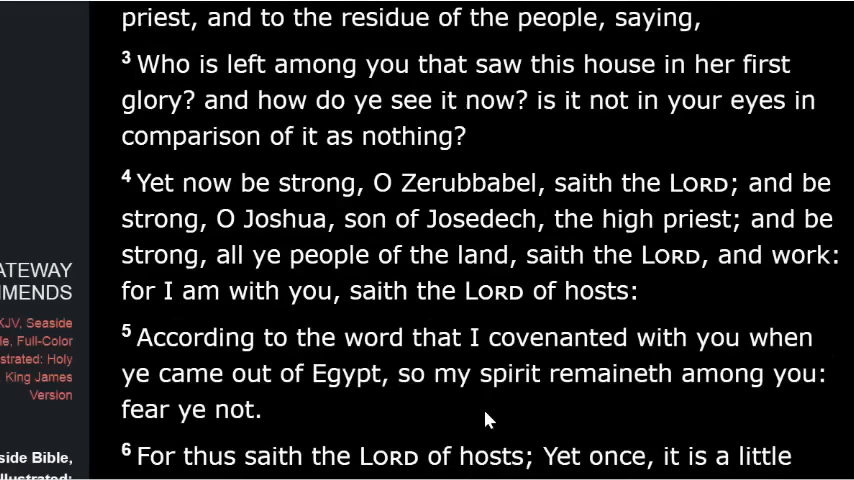 priest, and to the residue of the people, saying,
3 Who is left among you that saw this house in her first
glory? and how do ye see it now? is it not in your eyes in
comparison of it as nothing?
4 Yet now be strong, O Zerubbabel, saith the LORD; and be
strong, O Joshua, son of Josedech, the high priest; and be
strong, all ye people of the land, saith the LORD, and work:
for I am with you, saith the LORD of hosts:
5 According to the word that I covenanted with you when
ye came out of Egypt, so my spirit remaineth among you:
fear ye not.
6 For thus saith the LORD of hosts; Yet once, it is a little
ATEWAY
MMENDS
KJV, Seaside
le, Full-Color
strated: Holy
, King James
Version
side Bible,
llustrated: